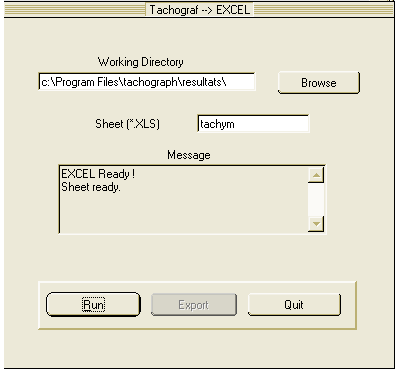 Tachograf --> EXCEL
Working Directory
c:\Program Files\tachograph\resultats\
Browse
Sheet (*.XLS)
tachym
Message
EXCEL Ready !
Sheet ready.
Run
Export
Quit